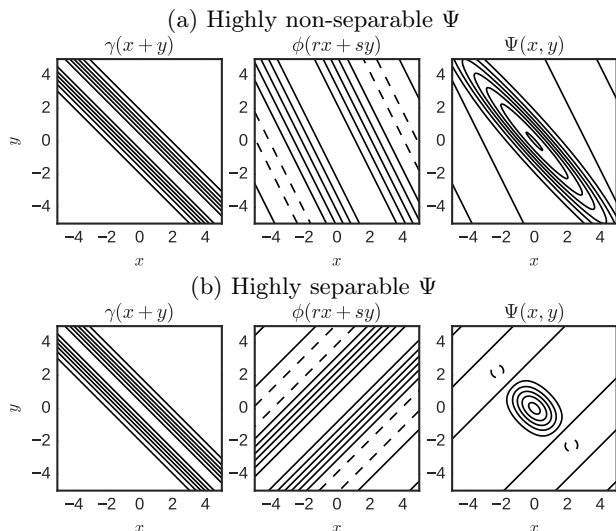 (a) Highly non-separable Ψ
γ(x + y) ϕ(rx + sy) Ψ(x, y)
4
2
0
−2
−4
y
−4 −2 0 2 4 −4 −2 0 2 4 −4 −2 0 2 4
x x x
(b) Highly separable Ψ
γ(x + y) ϕ(rx + sy) Ψ(x, y)
4
2
0
−2
−4
y
−4 −2 0 2 4 −4 −2 0 2 4 −4 −2 0 2 4
x x x